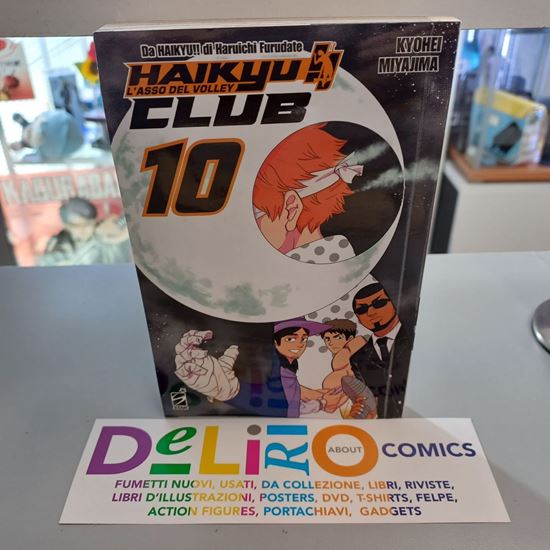 Da HAIKYU!! di Haruichi Furudate
HAIKYU!!
L'ASSO DEL VOLLEY
CLUB
10
KYOHEI
MIYAJIMA
DELIRIO
ABOUT
COMICS
FUMETTI NUOVI, USATI, DA COLLEZIONE, LIBRI, RIVISTE,
LIBRI D'ILLUSTRAZIONI, POSTERS, DVD, T-SHIRTS, FELPE,
ACTION FIGURES, PORTACHIAVI, GADGETS